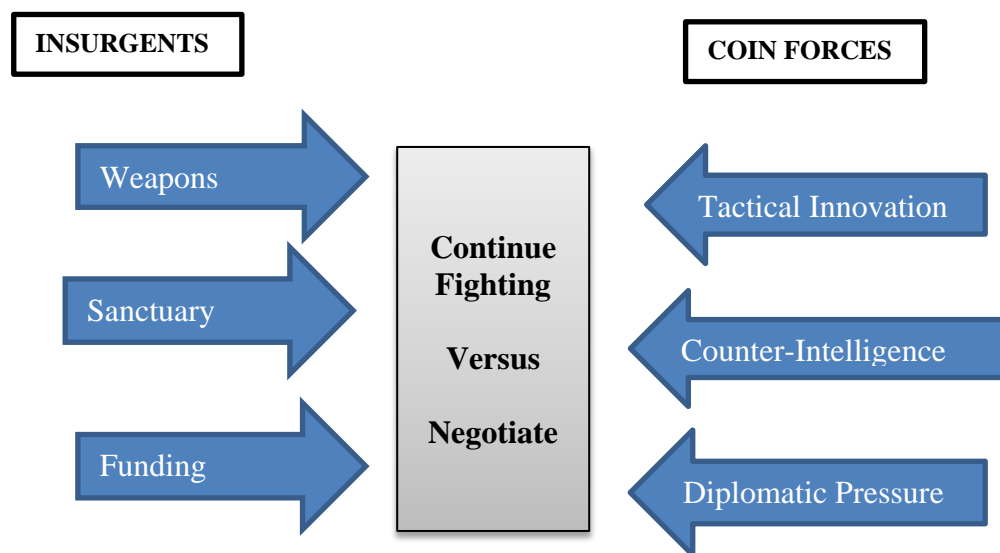 INSURGENTS
COIN FORCES
Weapons
Sanctuary
Funding
Continue
Fighting
Versus
Negotiate
Tactical Innovation
Counter-Intelligence
Diplomatic Pressure